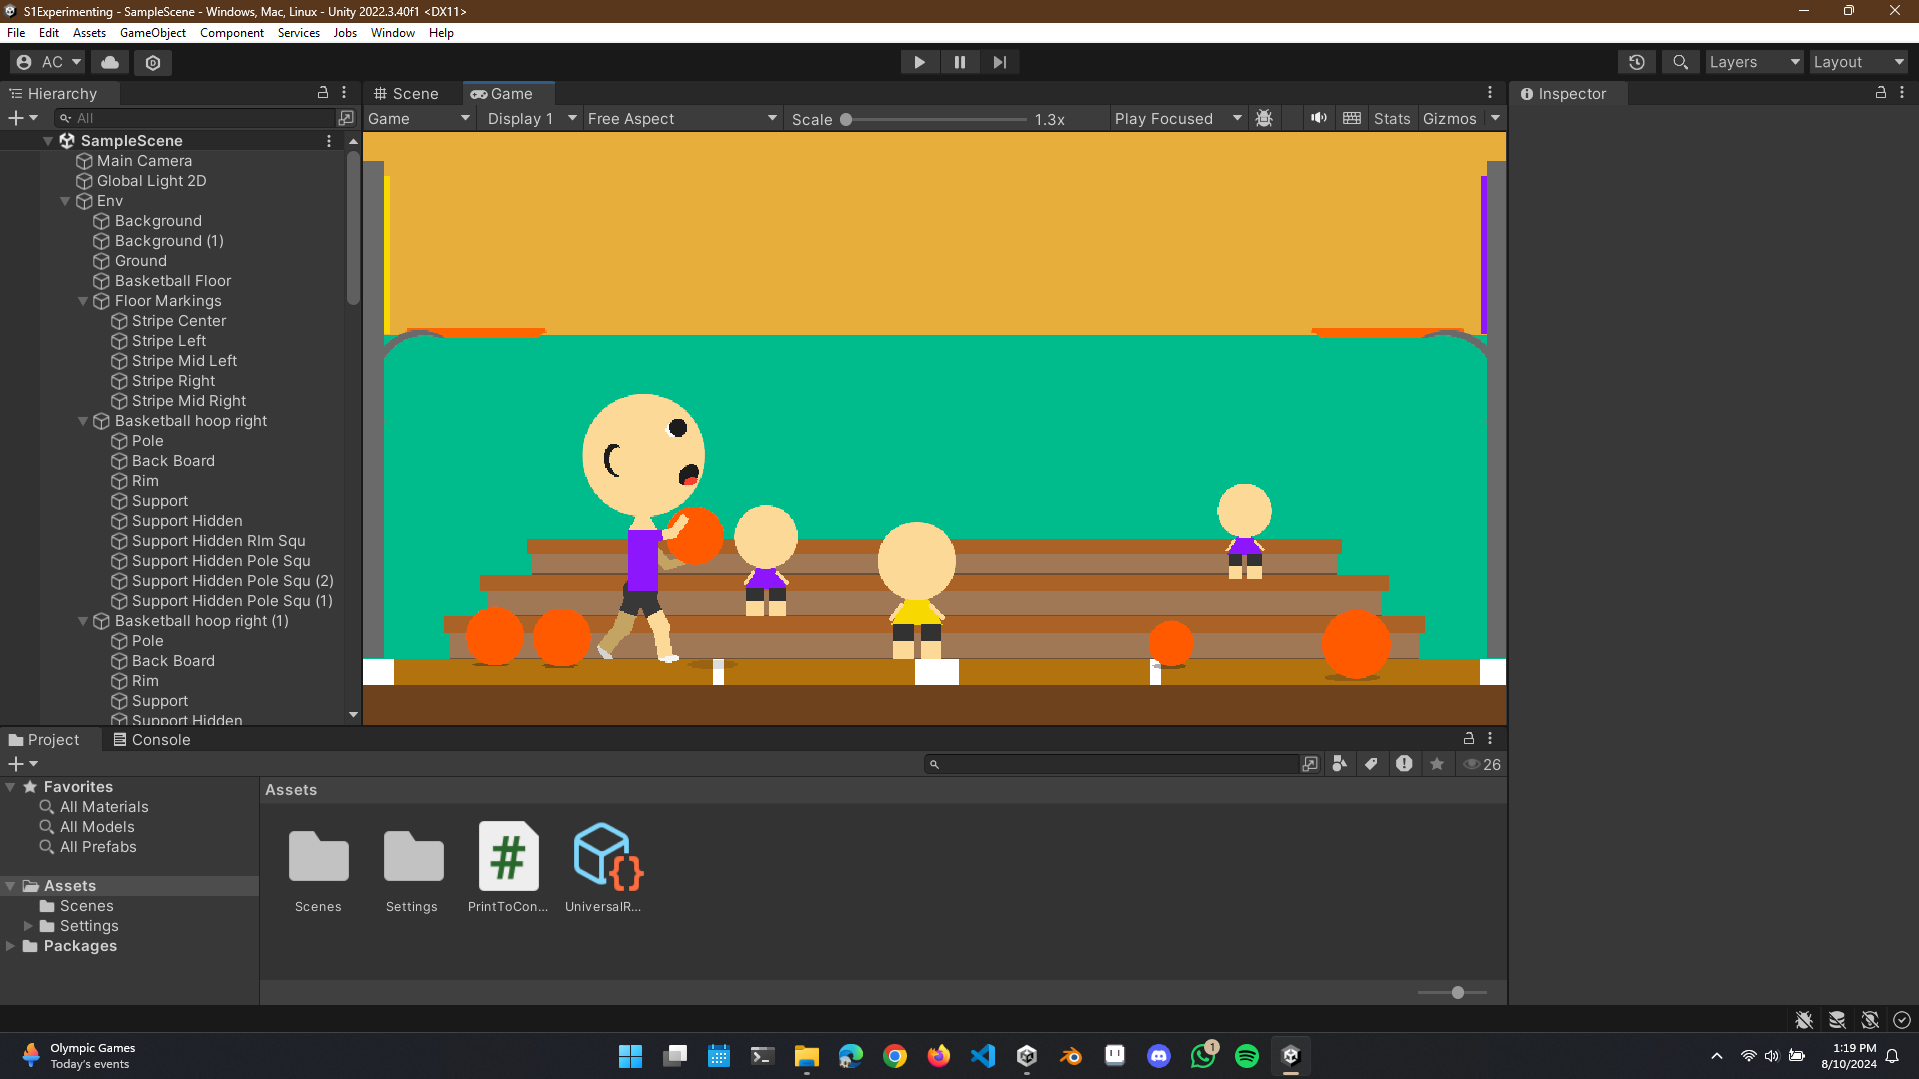 S1Experimenting - SampleScene - Windows, Mac, Linux - Unity 2022.3.40f1 <DX11>
File Edit Assets GameObject Component Services Jobs Window Help
AC
Layers
Layout
Hierarchy
Scene
Game
Inspector
All
Game
Display 1
Free Aspect
Scale
1.3x
Play Focused
Stats
Gizmos
SampleScene
Main Camera
Global Light 2D
Env
Background
Background (1)
Ground
Basketball Floor
Floor Markings
Stripe Center
Stripe Left
Stripe Mid Left
Stripe Right
Stripe Mid Right
Basketball hoop right
Pole
Back Board
Rim
Support
Support Hidden
Support Hidden RIm Squ
Support Hidden Pole Squ
Support Hidden Pole Squ (2)
Support Hidden Pole Squ (1)
Basketball hoop right (1)
Pole
Back Board
Rim
Support
Support Hidden
Project
Console
26
Favorites
All Materials
All Models
All Prefabs
Assets
Scenes
Settings
Packages
Assets
Scenes
Settings
PrintToCon...
UniversalR...
Olympic Games
Today's events
1
1:19 PM
8/10/2024